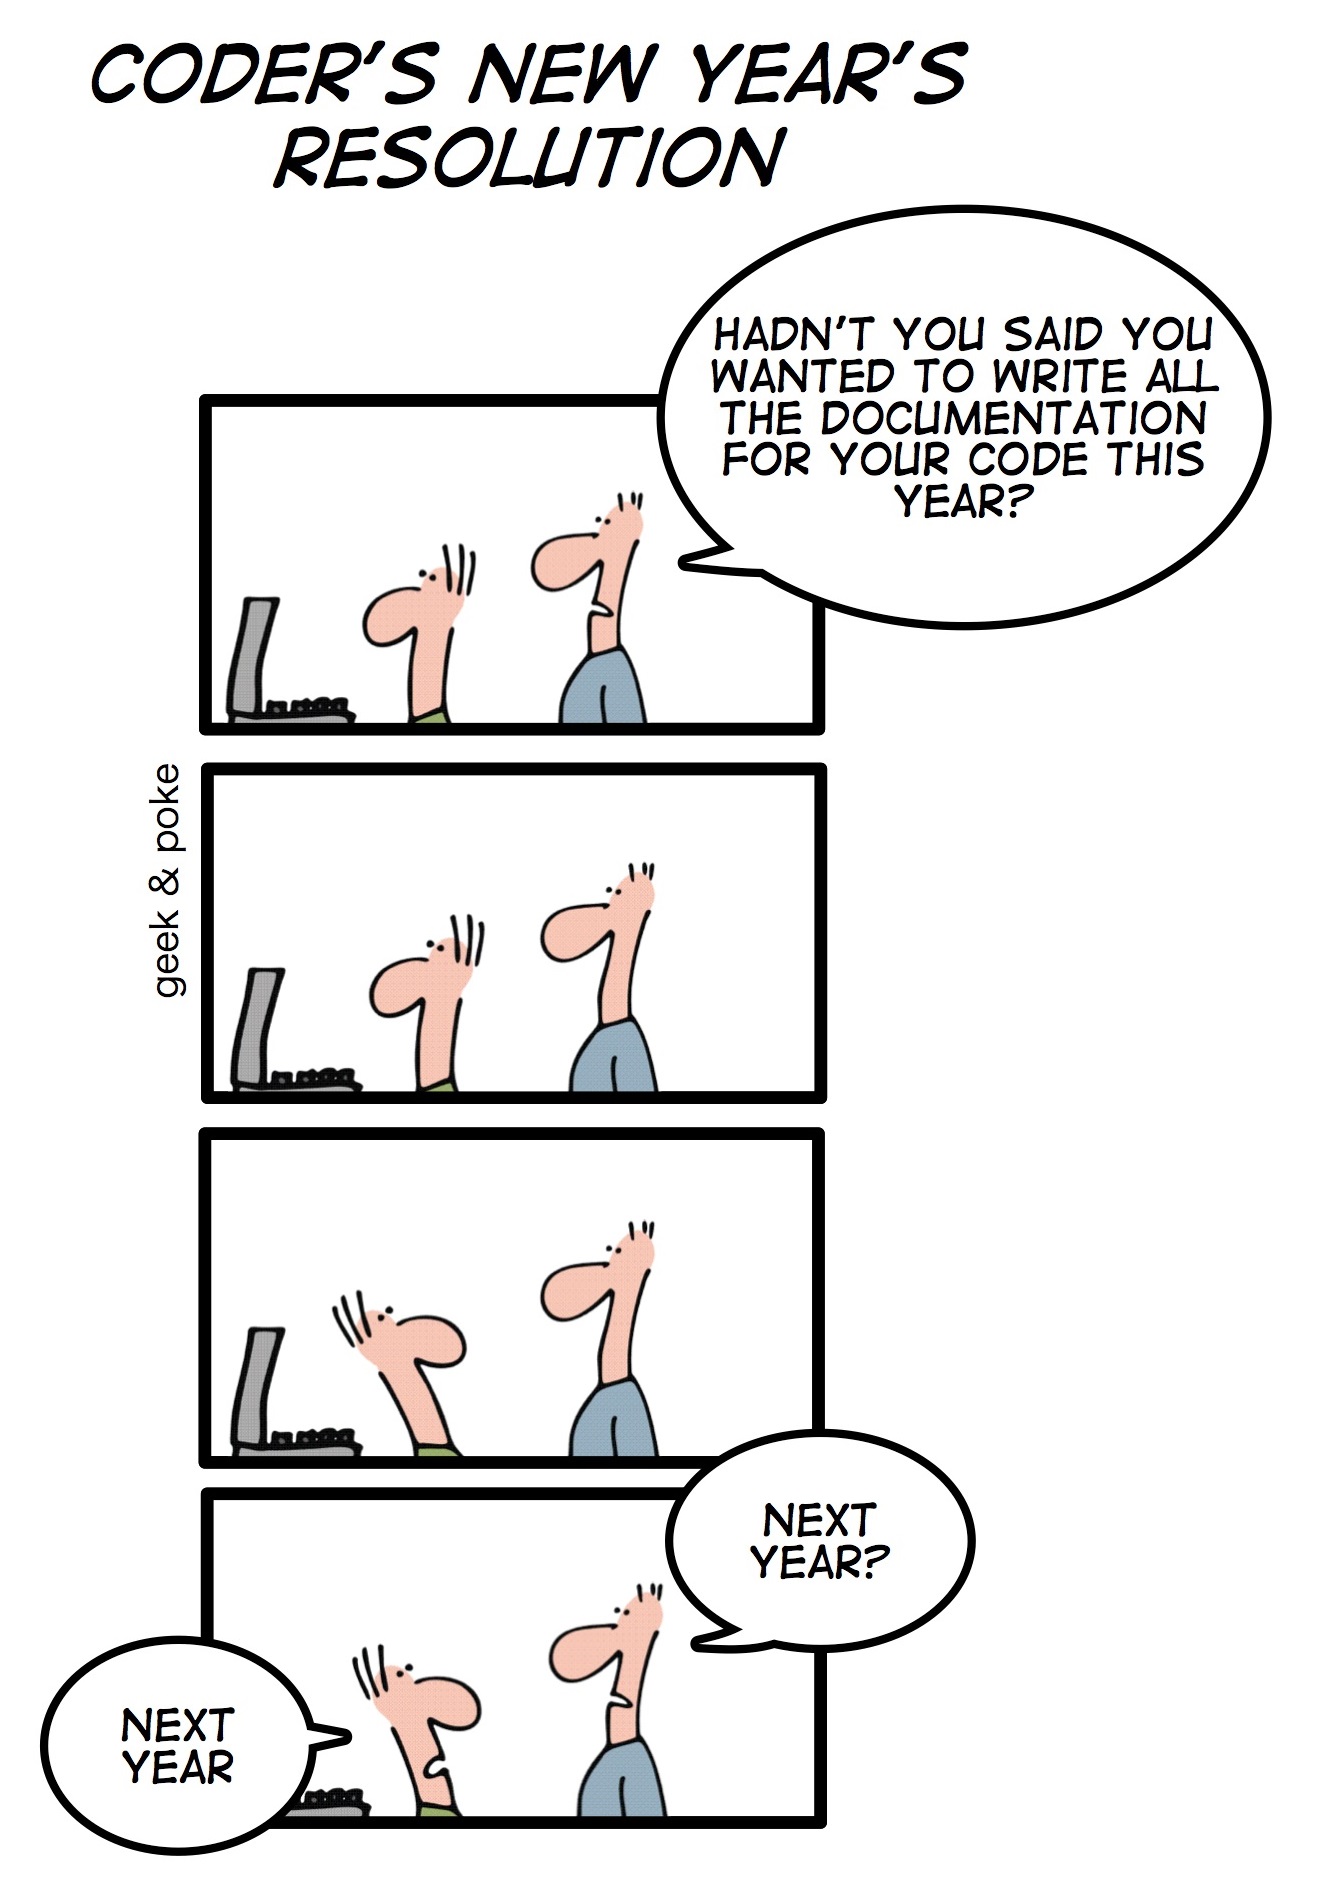 CODER'S NEW YEAR'S
RESOLUTION
HADN'T YOU SAID YOU
WANTED TO WRITE ALL
THE DOCUMENTATION
FOR YOUR CODE THIS
YEAR?
geek & poke
NEXT
YEAR?
NEXT
YEAR